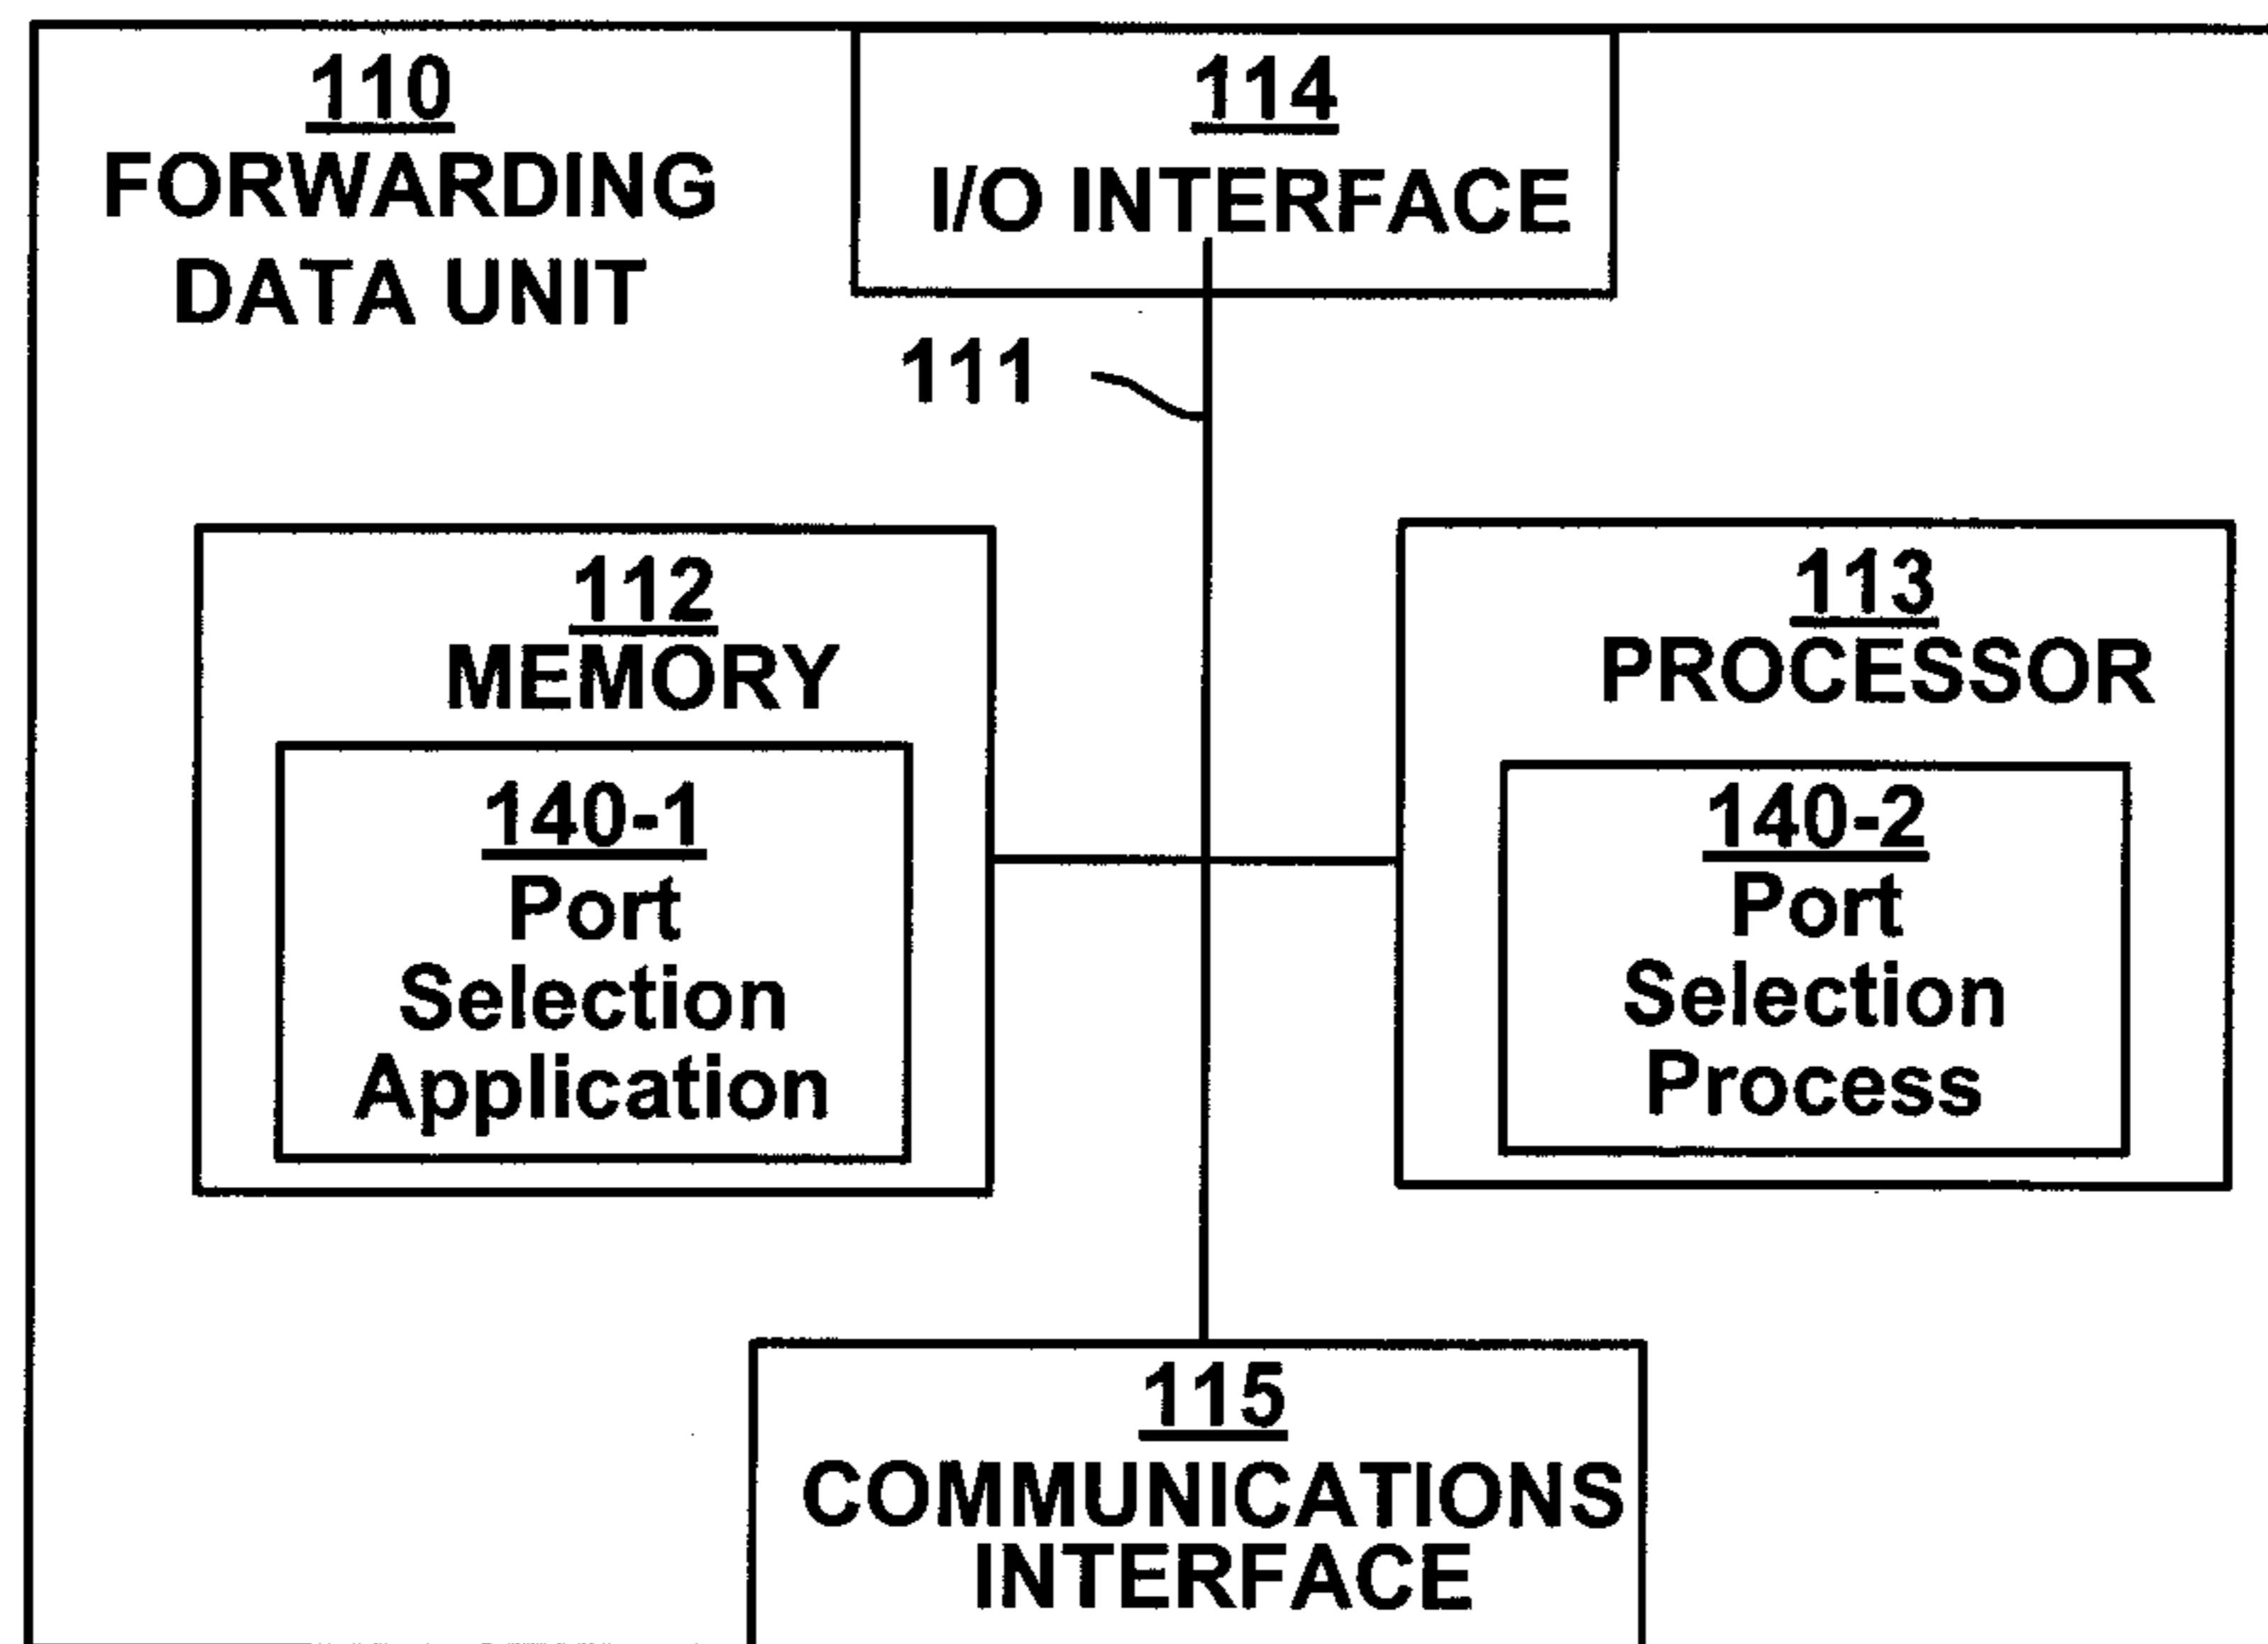 110
FORWARDING
DATA UNIT
114
I/O INTERFACE
111
112
MEMORY
140-1
Port
Selection
Application
113
PROCESSOR
140-2
Port
Selection
Process
115
COMMUNICATIONS
INTERFACE